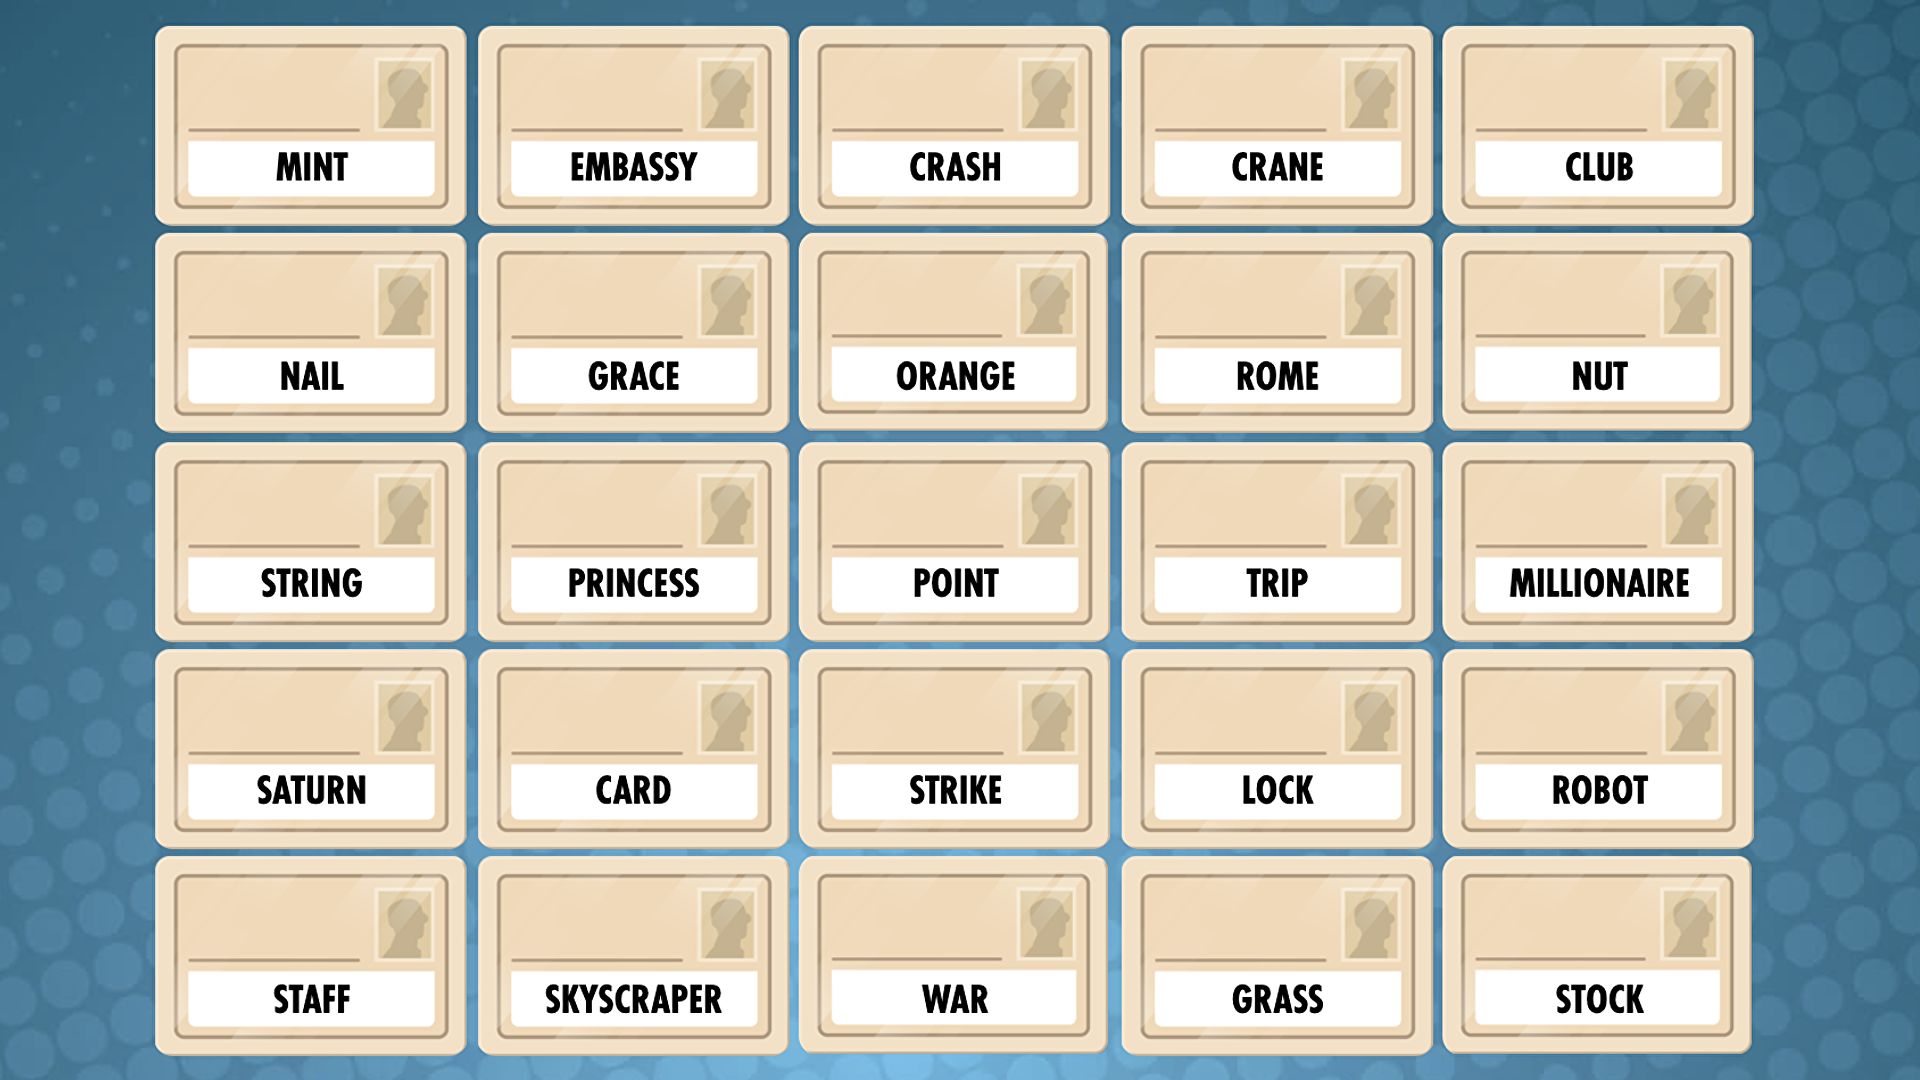 MINT
EMBASSY
CRASH
CRANE
CLUB
NAIL
GRACE
ORANGE
ROME
NUT
STRING
PRINCESS
POINT
TRIP
MILLIONAIRE
SATURN
CARD
STRIKE
LOCK
ROBOT
STAFF
SKYSCRAPER
WAR
GRASS
STOCK